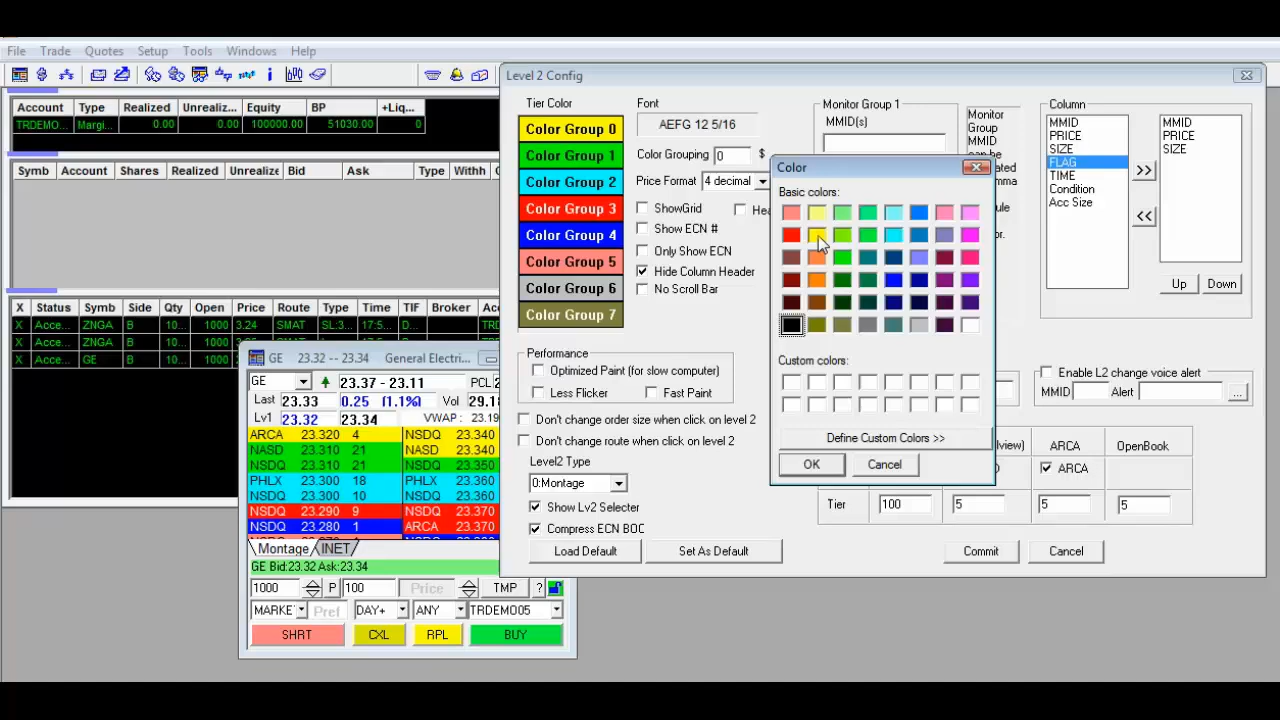 File Trade Quotes Setup Tools Windows Help
Account Type Realized Unrealiz... Equity BP +Liq...
TRDEMO... Margi... 0.00 0.00 100000.00 51030.00 0
Symb Account Shares Realized Unrealize Bid Ask Type Withh
X Status Symb Side Qty Open Price Route Type Time TIF Broker
X Acce... ZNGA B 10... 1000 3.24 SMAT SL:3... 17:5... D... TRD
X Acce... ZNGA B
X Acce... GE B 10...
GE 23.32 -- 23.34 General Electri...
GE 23.37 - 23.11 PCL
Last 23.33 0.25 (1.1%) Vol 29.18
Lv1 23.32 23.34 VWAP : 23.19
ARCA 23.320 4 NSDQ 23.340
NASD 23.310 21 NASD 23.340
NSDQ 23.310 21 NSDQ 23.350
PHLX 23.300 18 NSDQ 23.360
NSDQ 23.300 10 PHLX 23.360
NSDQ 23.290 9 NSDQ 23.370
NSDQ 23.280 1 ARCA 23.370
Montage INET
GE Bid:23.32 Ask:23.34
1000 P 100 Price TMP ?
MARKE Pref DAY+ ANY TRDEMO05
SHRT CXL RPL BUY
Level 2 Config
Tier Color
Color Group 0
Color Group 1
Color Group 2
Color Group 3
Color Group 4
Color Group 5
Color Group 6
Color Group 7
Font
AEFG 12 5/16
Color Grouping 0 $
Price Format 4 decimal
ShowGrid
Show ECN #
Only Show ECN
Hide Column Header
No Scroll Bar
Performance
Optimized Paint (for slow computer)
Less Flicker Fast Paint
Don't change order size when click on level 2
Don't change route when click on level 2
Level2 Type
0:Montage
Show Lv2 Selecter
Compress ECN BOC
Load Default Set As Default
Monitor Group 1
MMID(s)
Monitor
Group
MMID
Color
Basic colors:
Custom colors:
Define Custom Colors >>
OK Cancel
Column
MMID
PRICE
SIZE
FLAG
TIME
Condition
Acc Size
>>
<<
MMID
PRICE
SIZE
Up Down
Enable L2 change voice alert
MMID Alert ...
ARCA OpenBook
ARCA
Tier 100 5 5 5
Commit Cancel